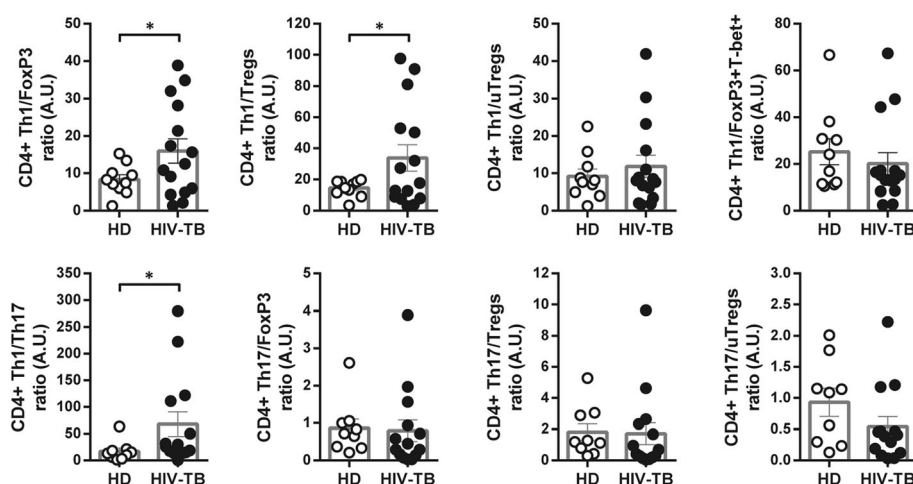 CD4+ Th1/FoxP3
ratio (A.U.)
50
40
30
20
10
0
*
HD HIV-TB
CD4+ Th1/Tregs
ratio (A.U.)
120
100
80
60
40
20
0
*
HD HIV-TB
CD4+ Th1/uTregs
ratio (A.U.)
50
40
30
20
10
0
HD HIV-TB
CD4+ Th1/FoxP3+T-bet+
ratio (A.U.)
80
60
40
20
0
HD HIV-TB
CD4+ Th1/Th17
ratio (A.U.)
350
300
250
200
150
100
50
0
*
HD HIV-TB
CD4+ Th17/FoxP3
ratio (A.U.)
5
4
3
2
1
0
HD HIV-TB
CD4+ Th17/Tregs
ratio (A.U.)
12
10
8
6
4
2
0
HD HIV-TB
CD4+ Th17/uTregs
ratio (A.U.)
3.0
2.5
2.0
1.5
1.0
0.5
0.0
HD HIV-TB